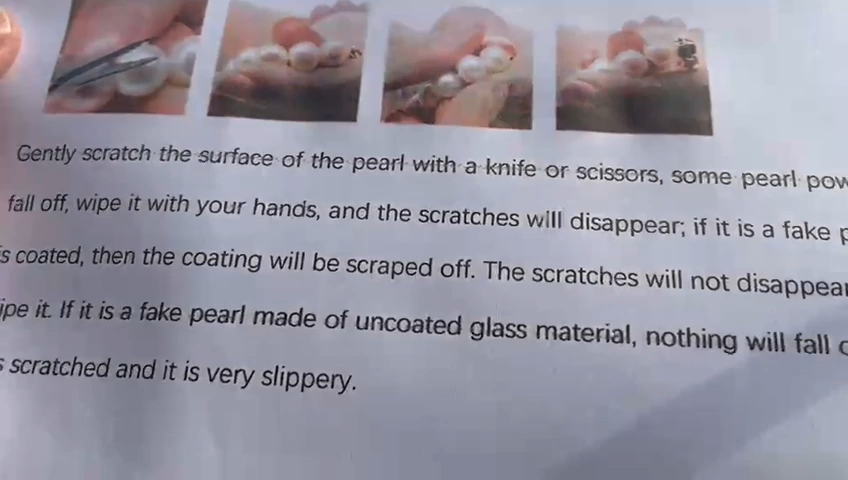 Gently scratch the surface of the pearl with a knife or scissors, some pearl
fall off, wipe it with your hands, and the scratches will disappear; if it is a fake
coated, then the coating will be scraped off. The scratches will not disappear
it. If it is a fake pearl made of uncoated glass material, nothing will fall
scratched and it is very slippery.